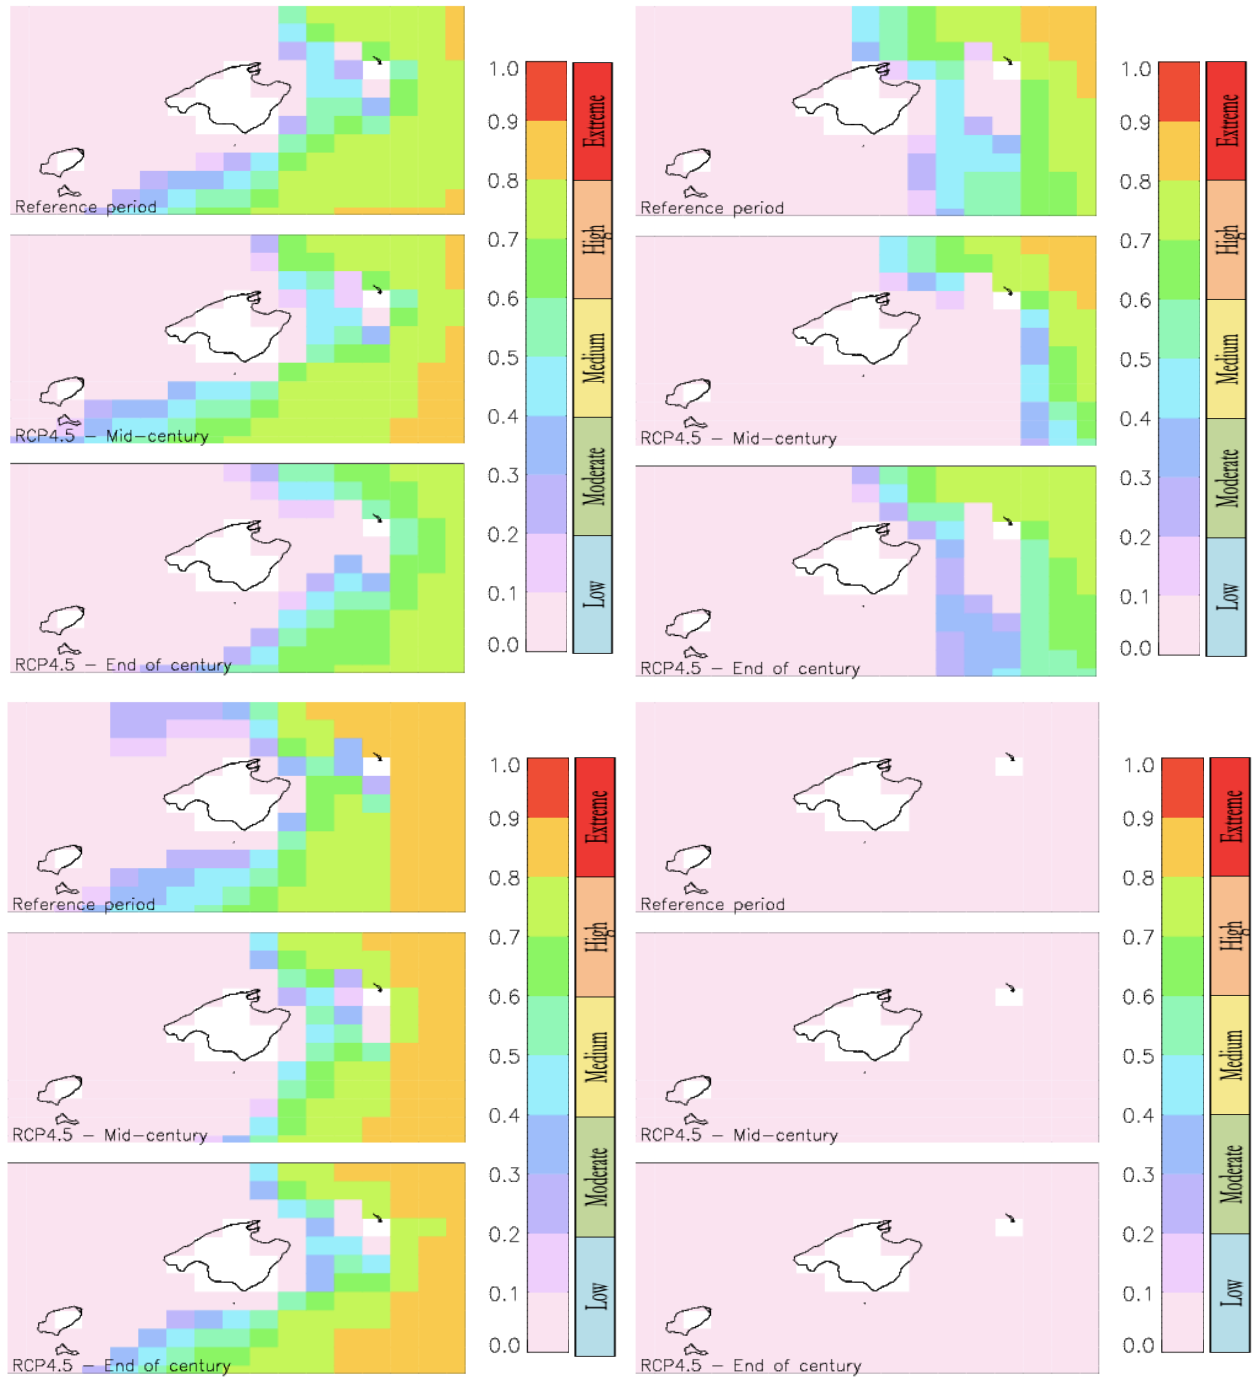 Reference period
RCP4.5 – Mid-century
RCP4.5 – End of century
1.0
0.9
0.8
0.7
0.6
0.5
0.4
0.3
0.2
0.1
0.0
Extreme
High
Medium
Moderate
Low
Reference period
RCP4.5 – Mid-century
RCP4.5 – End of century
1.0
0.9
0.8
0.7
0.6
0.5
0.4
0.3
0.2
0.1
0.0
Extreme
High
Medium
Moderate
Low
Reference period
RCP4.5 – Mid-century
RCP4.5 – End of century
1.0
0.9
0.8
0.7
0.6
0.5
0.4
0.3
0.2
0.1
0.0
Extreme
High
Medium
Moderate
Low
Reference period
RCP4.5 – Mid-century
RCP4.5 – End of century
1.0
0.9
0.8
0.7
0.6
0.5
0.4
0.3
0.2
0.1
0.0
Extreme
High
Medium
Moderate
Low